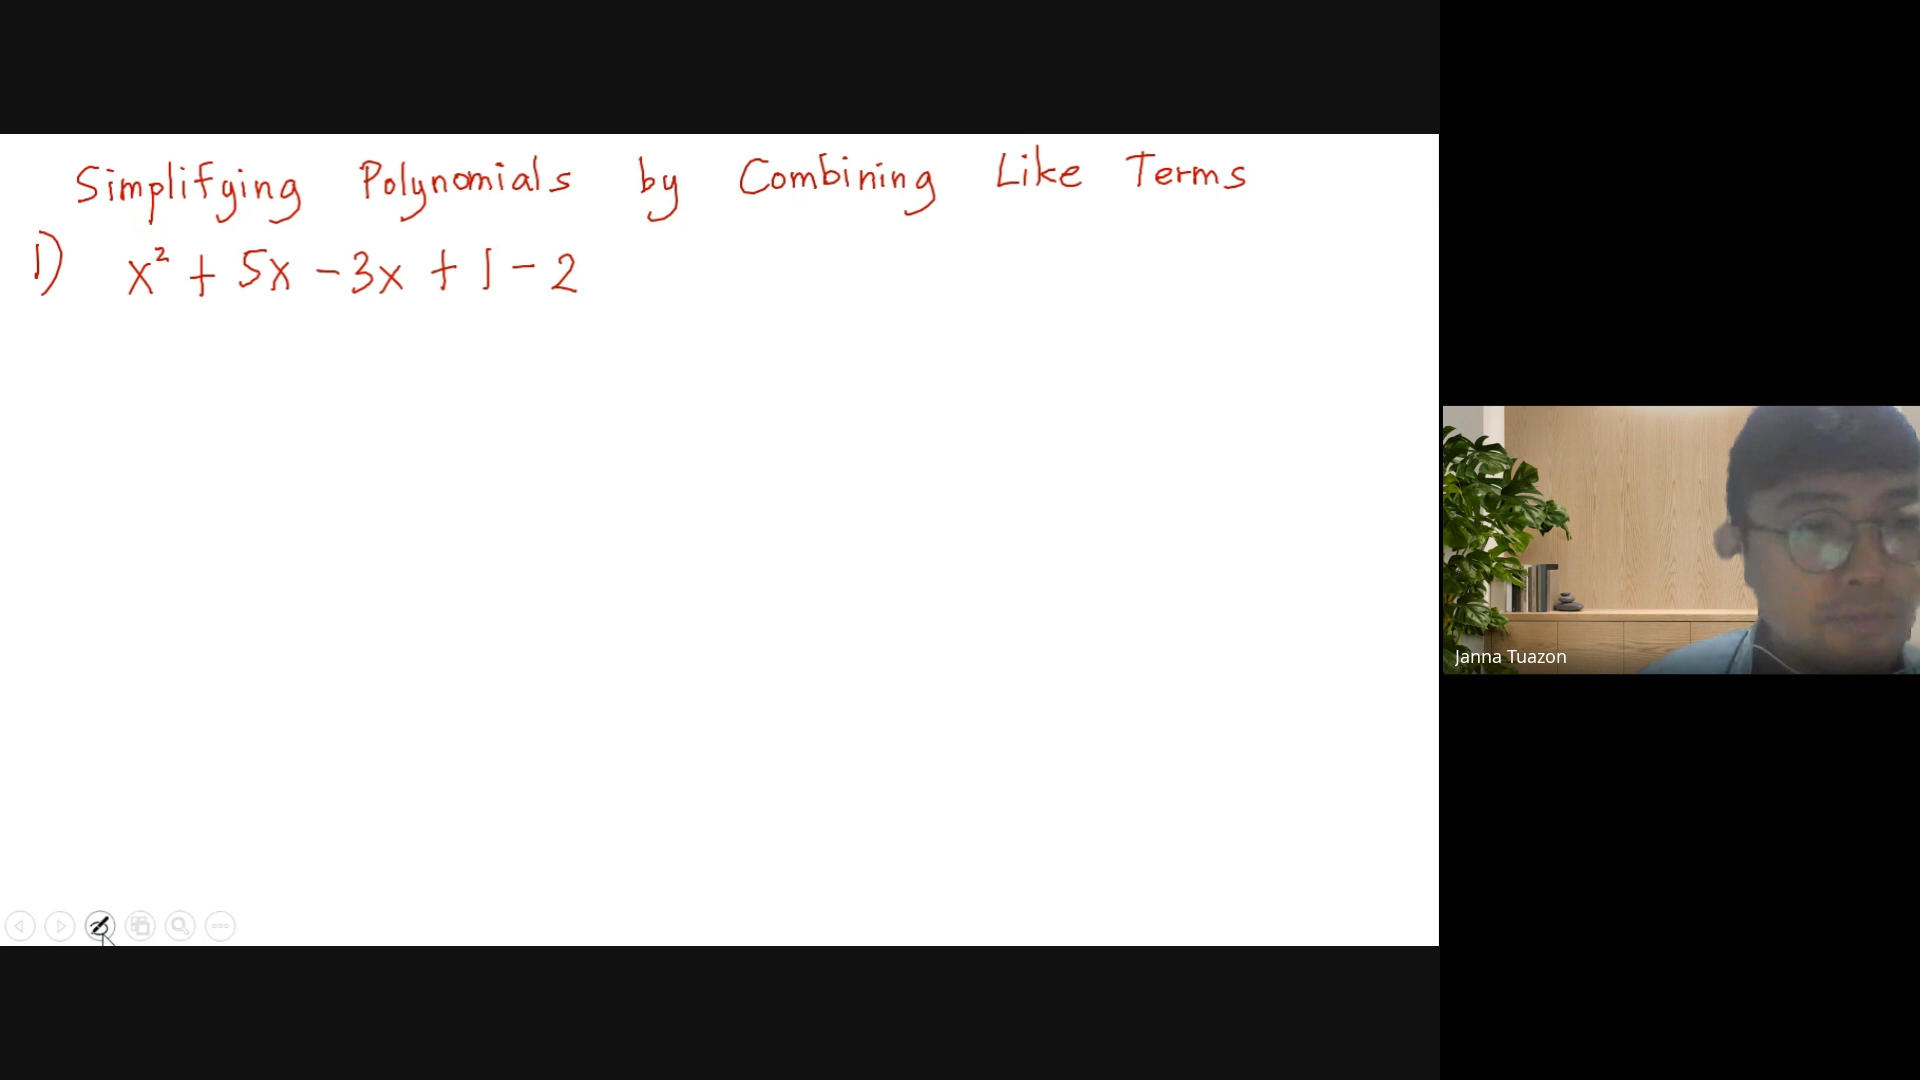 Simplifying Polynomials by Combining Like Terms
1) x² + 5x - 3x + 1 - 2
Janna Tuazon